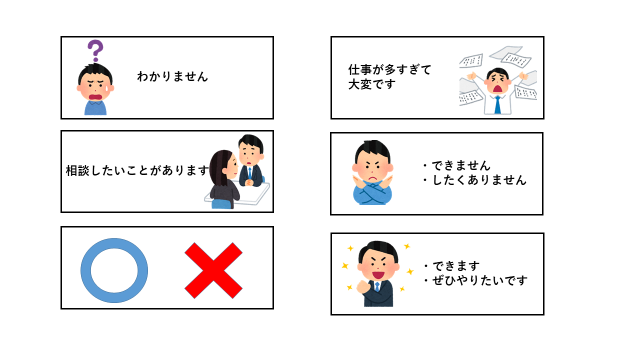 わかりません
相談したいことがあります
仕事が多すぎて
大変です
・できません
・したくありません
・できます
・ぜひやりたいです